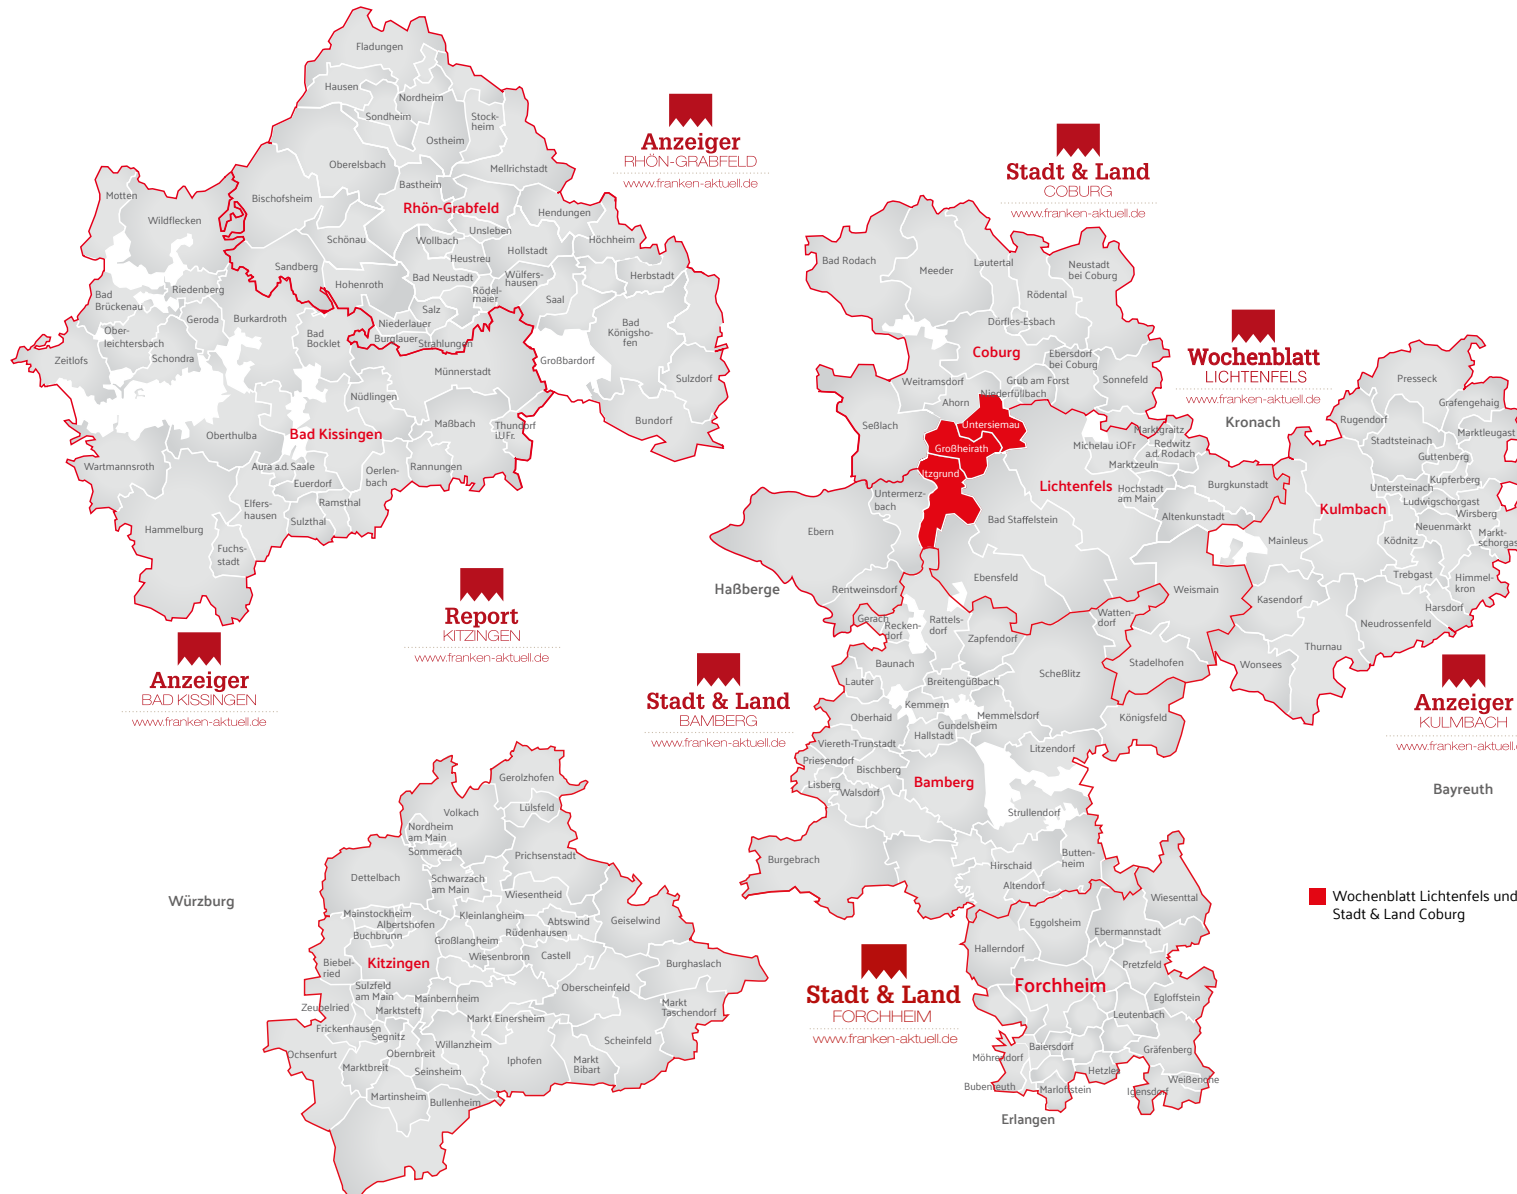 Fladungen
Hausen
Nordheim
Sondheim
Stock-
heim
Ostheim
Oberelsbach
Mellrichstadt
Bastheim
Bischofsheim
Rhön-Grabfeld
Hendungen
Unsleben
Schönau
Wollbach
Höchheim
Hollstadt
Heustreu
Sandberg
Bad Neustadt
Wülfers-
hausen
Herbstadt
Hohenroth
Rödel-
maier
Saal
Salz
Niederlauer
Bad
Königsho-
fen
Burglauer
Strahlungen
Großbardorf
Sulzdorf
Bundorf
Motten
Wildflecken
Riedenberg
Bad
Brückenau
Geroda
Burkardroth
Ober-
leichtersbach
Bad
Bocklet
Zeitlofs
Schondra
Münnerstadt
Nüdlingen
Maßbach
Thundorf
i.UFr.
Oberthulba
Bad Kissingen
Wartmannsroth
Aura a.d. Saale
Oerlen-
bach
Rannungen
Euerdorf
Elfers-
hausen
Ramsthal
Sulzthal
Hammelburg
Fuchs-
stadt
Anzeiger
RHÖN-GRABFELD
www.franken-aktuell.de
Stadt & Land
COBURG
www.franken-aktuell.de
Wochenblatt
LICHTENFELS
www.franken-aktuell.de
Kronach
Bad Rodach
Meeder
Lautertal
Neustadt
bei Coburg
Rödental
Dörfles-Esbach
Coburg
Ebersdorf
bei Coburg
Weitramsdorf
Grub am Forst
Sonnefeld
Niederfüllbach
Ahorn
Seßlach
Untersiemau
Großheirath
Itzgrund
Marktgraitz
Michelau i.OFr.
Redwitz
a.d. Rodach
Marktzeuln
Lichtenfels
Hochstadt
am Main
Burgkunstadt
Altenkunstadt
Bad Staffelstein
Ebensfeld
Weismain
Untermerz-
bach
Ebern
Rentweinsdorf
Haßberge
Presseck
Grafengehaig
Rugendorf
Marktleugast
Stadtsteinach
Guttenberg
Kupferberg
Untersteinach
Ludwigschorgast
Kulmbach
Wirsberg
Neuenmarkt
Markt-
schorgas
Ködnitz
Mainleus
Trebgast
Himmel-
kron
Kasendorf
Harsdorf
Neudrossenfeld
Thurnau
Wonsees
Anzeiger
KULMBACH
www.franken-aktuell.d
Bayreuth
Report
KITZINGEN
www.franken-aktuell.de
Anzeiger
BAD KISSINGEN
www.franken-aktuell.de
Stadt & Land
BAMBERG
www.franken-aktuell.de
Gerach
Recken-
dorf
Rattels-
dorf
Watten-
dorf
Zapfendorf
Baunach
Stadelhofen
Lauter
Breitengüßbach
Scheßlitz
Kemmern
Oberhaid
Memmelsdorf
Königsfeld
Gundelsheim
Hallstadt
Viereth-Trunstadt
Litzendorf
Priesendorf
Bischberg
Lisberg
Walsdorf
Bamberg
Strullendorf
Burgebrach
Hirschaid
Butten-
heim
Altendorf
Gerolzhofen
Volkach
Lülsfeld
Nordheim
am Main
Sommerach
Prichsenstadt
Dettelbach
Schwarzach
am Main
Wiesentheid
Mainstockheim
Kleinlangheim
Abtswind
Geiselwind
Albertshofen
Rüdenhausen
Buchbrunn
Großlangheim
Wiesenbronn
Castell
Biebel-
ried
Kitzingen
Burghaslach
Sulzfeld
am Main
Oberscheinfeld
Mainbernheim
Markt
Taschendorf
Zeubelried
Marktsteft
Markt Einersheim
Frickenhausen
Segnitz
Willanzheim
Scheinfeld
Ochsenfurt
Obernbreit
Iphofen
Marktbreit
Seinsheim
Markt
Bibart
Martinsheim
Bullenheim
Würzburg
Stadt & Land
FORCHHEIM
www.franken-aktuell.de
Wiesenttal
Eggolsheim
Ebermannstadt
Hallerndorf
Pretzfeld
Forchheim
Egloffstein
Leutenbach
Baiersdorf
Gräfenberg
Möhrendorf
Hetzles
Weißenohe
Bubenreuth
Marloffstein
Igensdorf
Erlangen
Wochenblatt Lichtenfels und
Stadt & Land Coburg